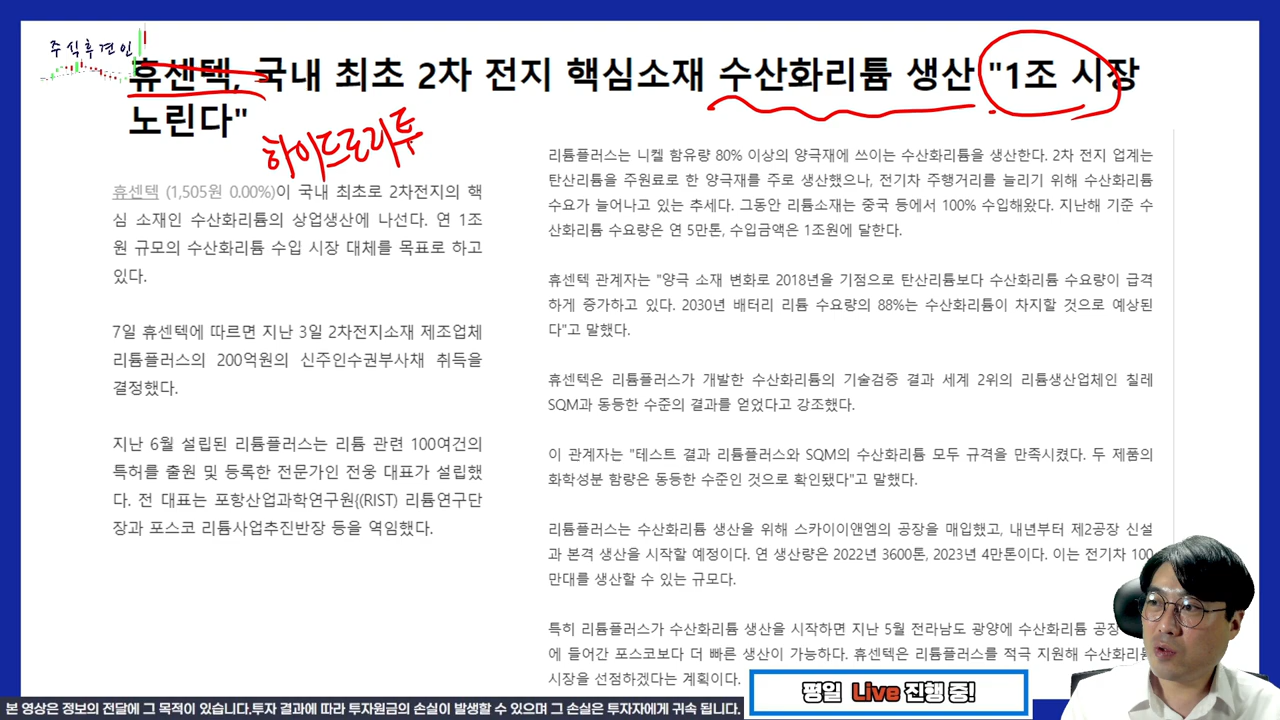 주식후견인
휴센텍, 국내 최초 2차 전지 핵심소재 수산화리튬 생산 "1조 시장
노린다"
하이드로리튬
휴센텍 (1,505원 0.00%)이 국내 최초로 2차전지의 핵
심 소재인 수산화리튬의 상업생산에 나선다. 연 1조
원 규모의 수산화리튬 수입 시장 대체를 목표로 하고
있다.
7일 휴센텍에 따르면 지난 3일 2차전지소재 제조업체
리튬플러스의 200억원의 신주인수권부사채 취득을
결정했다.
지난 6월 설립된 리튬플러스는 리튬 관련 100여건의
특허를 출원 및 등록한 전문가인 전웅 대표가 설립했
다. 전 대표는 포항산업과학연구원{(RIST) 리튬연구단
장과 포스코 리튬사업추진반장 등을 역임했다.
리튬플러스는 니켈 함유량 80% 이상의 양극재에 쓰이는 수산화리튬을 생산한다. 2차 전지 업계는
탄산리튬을 주원료로 한 양극재를 주로 생산했으나, 전기차 주행거리를 늘리기 위해 수산화리튬
수요가 늘어나고 있는 추세다. 그동안 리튬소재는 중국 등에서 100% 수입해왔다. 지난해 기준 수
산화리튬 수요량은 연 5만톤, 수입금액은 1조원에 달한다.
휴센텍 관계자는 "양극 소재 변화로 2018년을 기점으로 탄산리튬보다 수산화리튬 수요량이 급격
하게 증가하고 있다. 2030년 배터리 리튬 수요량의 88%는 수산화리튬이 차지할 것으로 예상된
다"고 말했다.
휴센텍은 리튬플러스가 개발한 수산화리튬의 기술검증 결과 세계 2위의 리튬생산업체인 칠레
SQM과 동등한 수준의 결과를 얻었다고 강조했다.
이 관계자는 "테스트 결과 리튬플러스와 SQM의 수산화리튬 모두 규격을 만족시켰다. 두 제품의
화학성분 함량은 동등한 수준인 것으로 확인됐다"고 말했다.
리튬플러스는 수산화리튬 생산을 위해 스카이이앤엠의 공장을 매입했고, 내년부터 제2공장 신설
과 본격 생산을 시작할 예정이다. 연 생산량은 2022년 3600톤, 2023년 4만톤이다. 이는 전기차 100
만대를 생산할 수 있는 규모다.
특히 리튬플러스가 수산화리튬 생산을 시작하면 지난 5월 전라남도 광양에 수산화리튬 공장
에 들어간 포스코보다 더 빠른 생산이 가능하다. 휴센텍은 리튬플러스를 적극 지원해 수산화리튬
시장을 선점하겠다는 계획이다.
평일 Live 진행 중!
본 영상은 정보의 전달에 그 목적이 있습니다.투자 결과에 따라 투자원금의 손실이 발생할 수 있으며 그 손실은 투자자에게 귀속 됩니다.